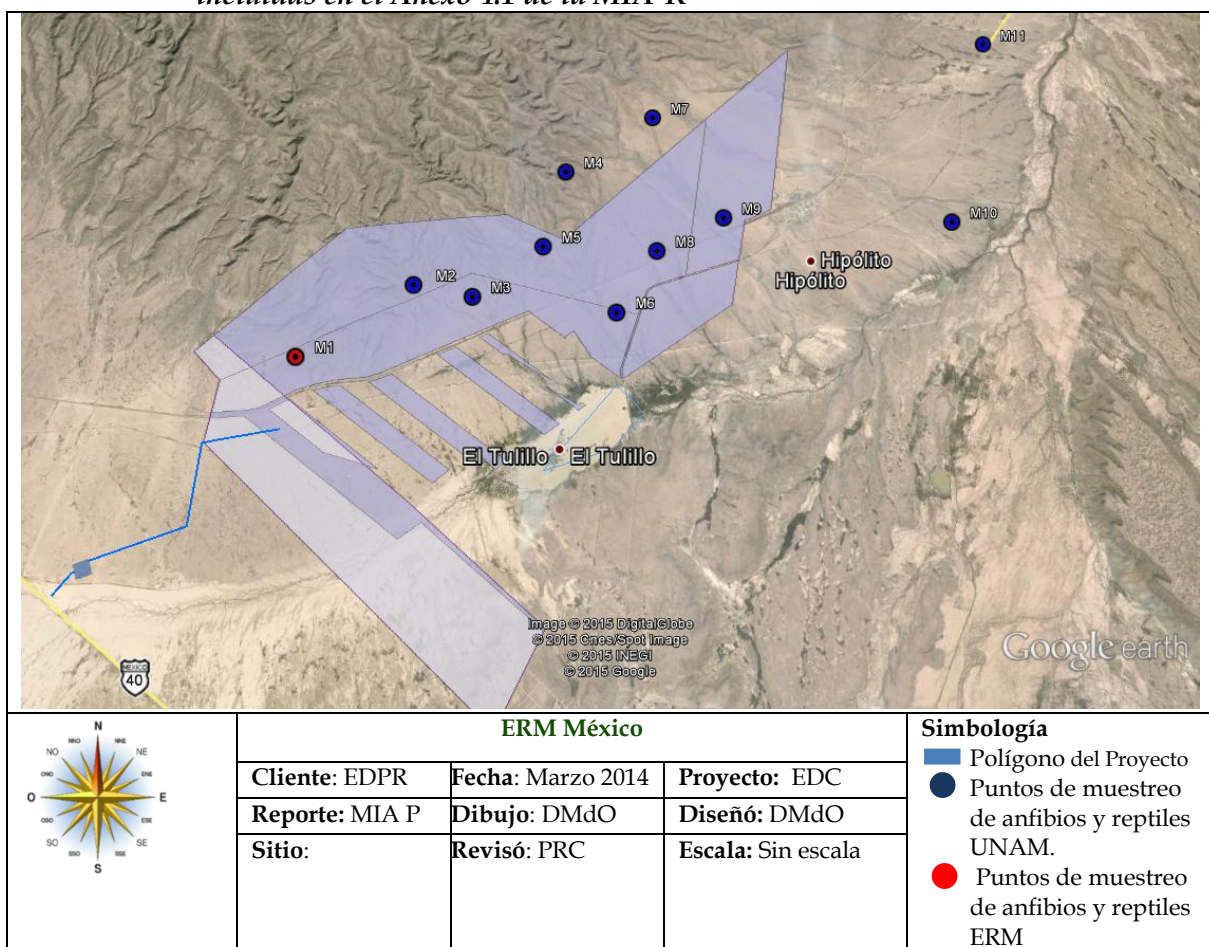 incluidas en el Anexo 4.1 de la MIA-R
M11
M7
M4
M9
M10
M5
M8
Hipólito
Hipólito
M2
M3
M6
M1
El Tulillo
El Tulillo
Image © 2015 DigitalGlobe
© 2015 Cnes/Spot Image
© 2015 INEGI
© 2015 Google
Google earth
MEXICO
40
N
NNO
NNE
NO
NE
ONO
ENE
O
E
OSO
ESE
SO
SE
SSO
SSE
S
ERM México
Cliente: EDPR
Fecha: Marzo 2014
Proyecto: EDC
Reporte: MIA P
Dibujo: DMdO
Diseñó: DMdO
Sitio:
Revisó: PRC
Escala: Sin escala
Simbología
Polígono del Proyecto
Puntos de muestreo
de anfibios y reptiles
UNAM.
Puntos de muestreo
de anfibios y reptiles
ERM